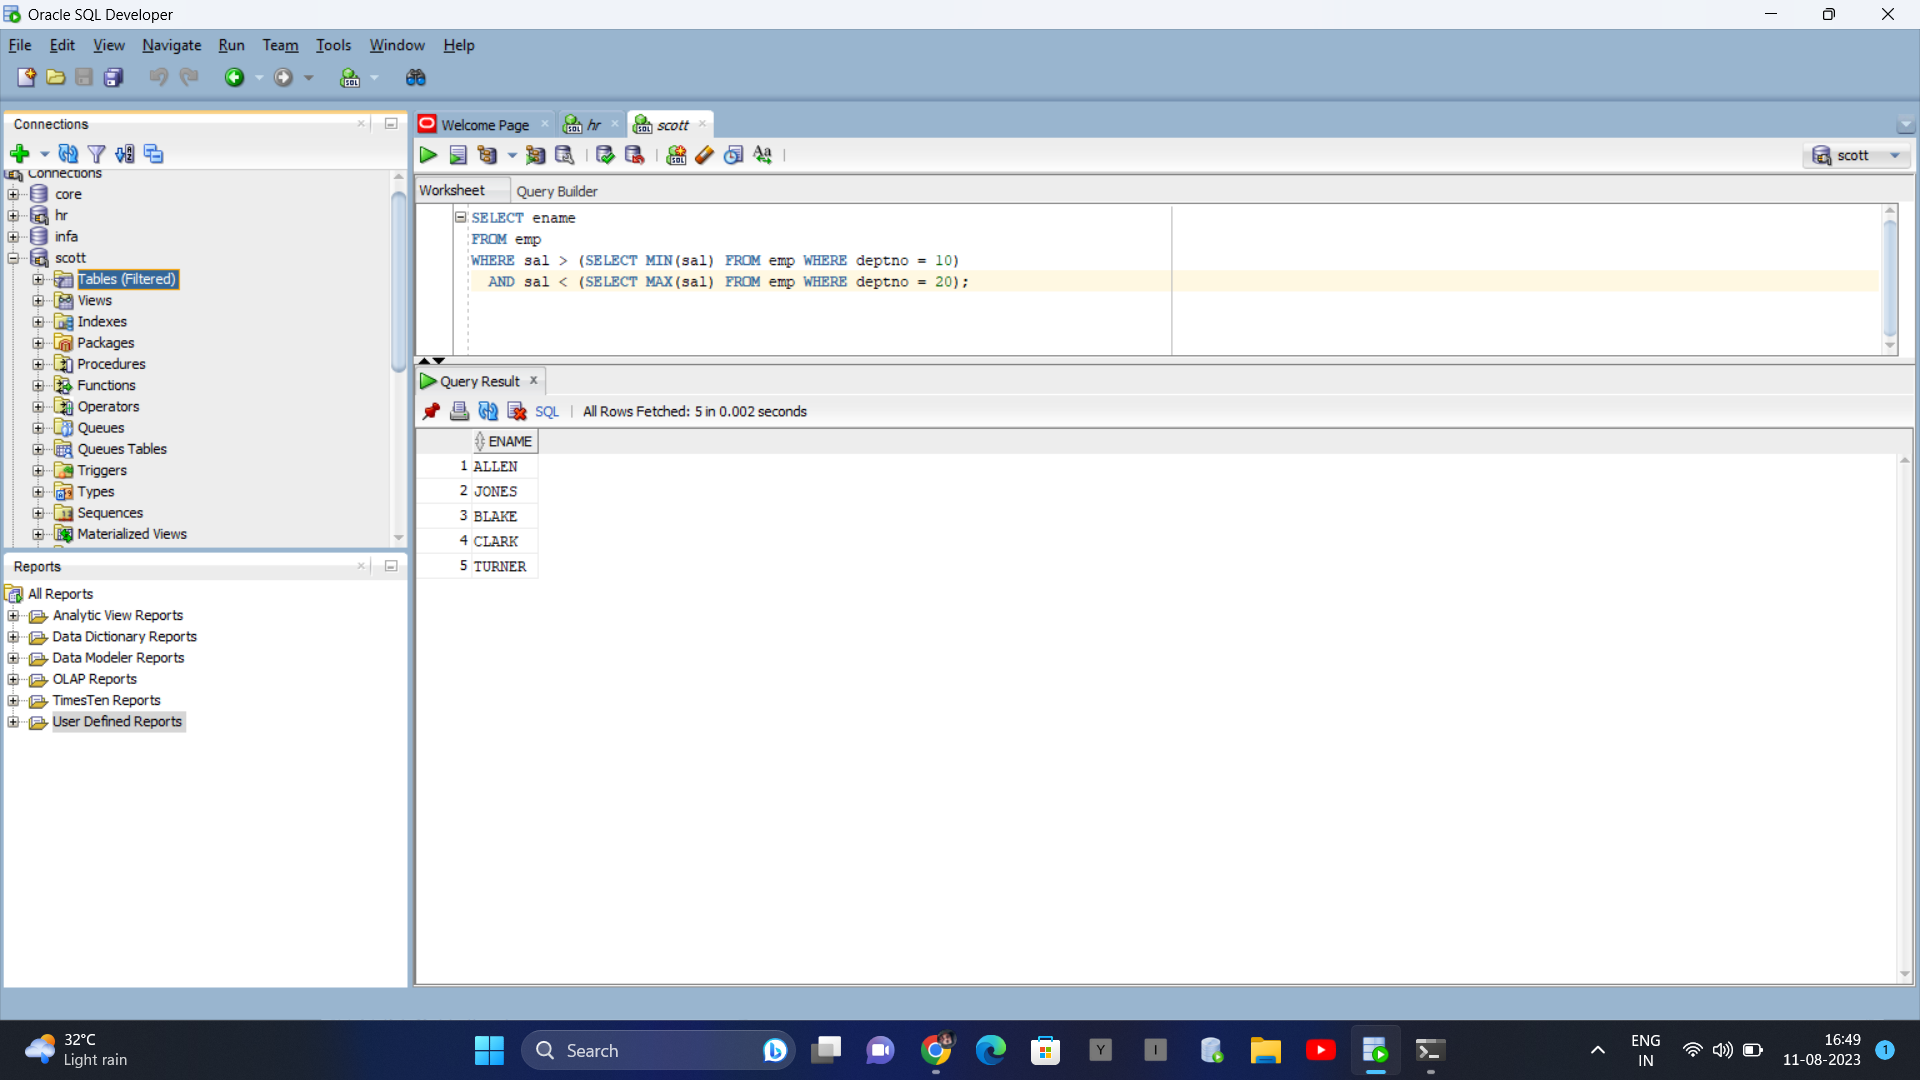 Oracle SQL Developer
File Edit View Navigate Run Team Tools Window Help
Connections
Connections
core
hr
infa
scott
Tables (Filtered)
Views
Indexes
Packages
Procedures
Functions
Operators
Queues
Queues Tables
Triggers
Types
Sequences
Materialized Views
Reports
All Reports
Analytic View Reports
Data Dictionary Reports
Data Modeler Reports
OLAP Reports
TimesTen Reports
User Defined Reports
Welcome Page hr scott
scott
Worksheet Query Builder
SELECT ename
FROM emp
WHERE sal > (SELECT MIN(sal) FROM emp WHERE deptno = 10)
AND sal < (SELECT MAX(sal) FROM emp WHERE deptno = 20);
Query Result x
SQL | All Rows Fetched: 5 in 0.002 seconds
ENAME
1 ALLEN
2 JONES
3 BLAKE
4 CLARK
5 TURNER
32°C
Light rain
Search
Y
I
ENG
IN
16:49
11-08-2023
1